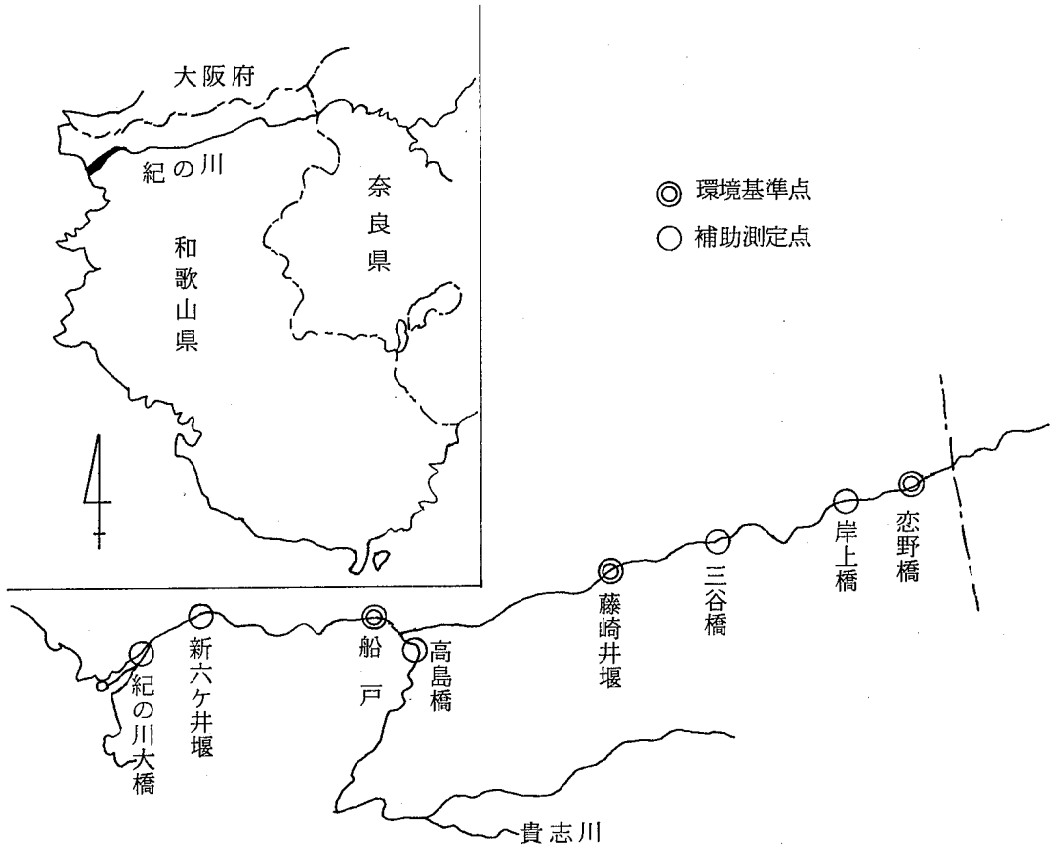 大阪府
紀の川
奈良県
和歌山県
◎ 環境基準点
○ 補助測定点
恋野橋
岸上橋
三谷橋
藤崎井堰
高島橋
船戸
新六ケ井堰
紀の川大橋
貴志川